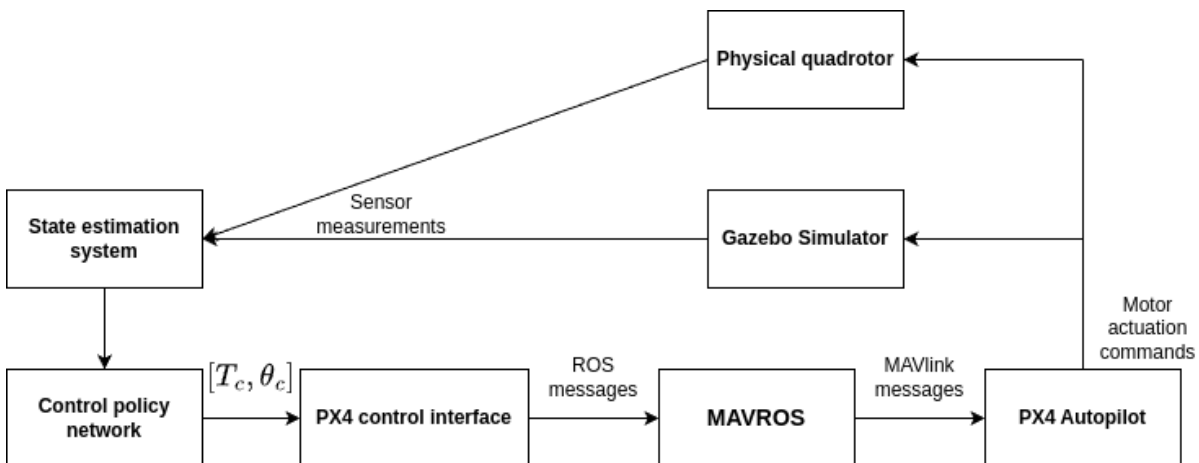 Physical quadrotor
Sensor
measurements
State estimation
system
Gazebo Simulator
Motor
actuation
commands
[T_c, θ_c]
ROS
messages
MAVlink
messages
Control policy
network
PX4 control interface
MAVROS
PX4 Autopilot